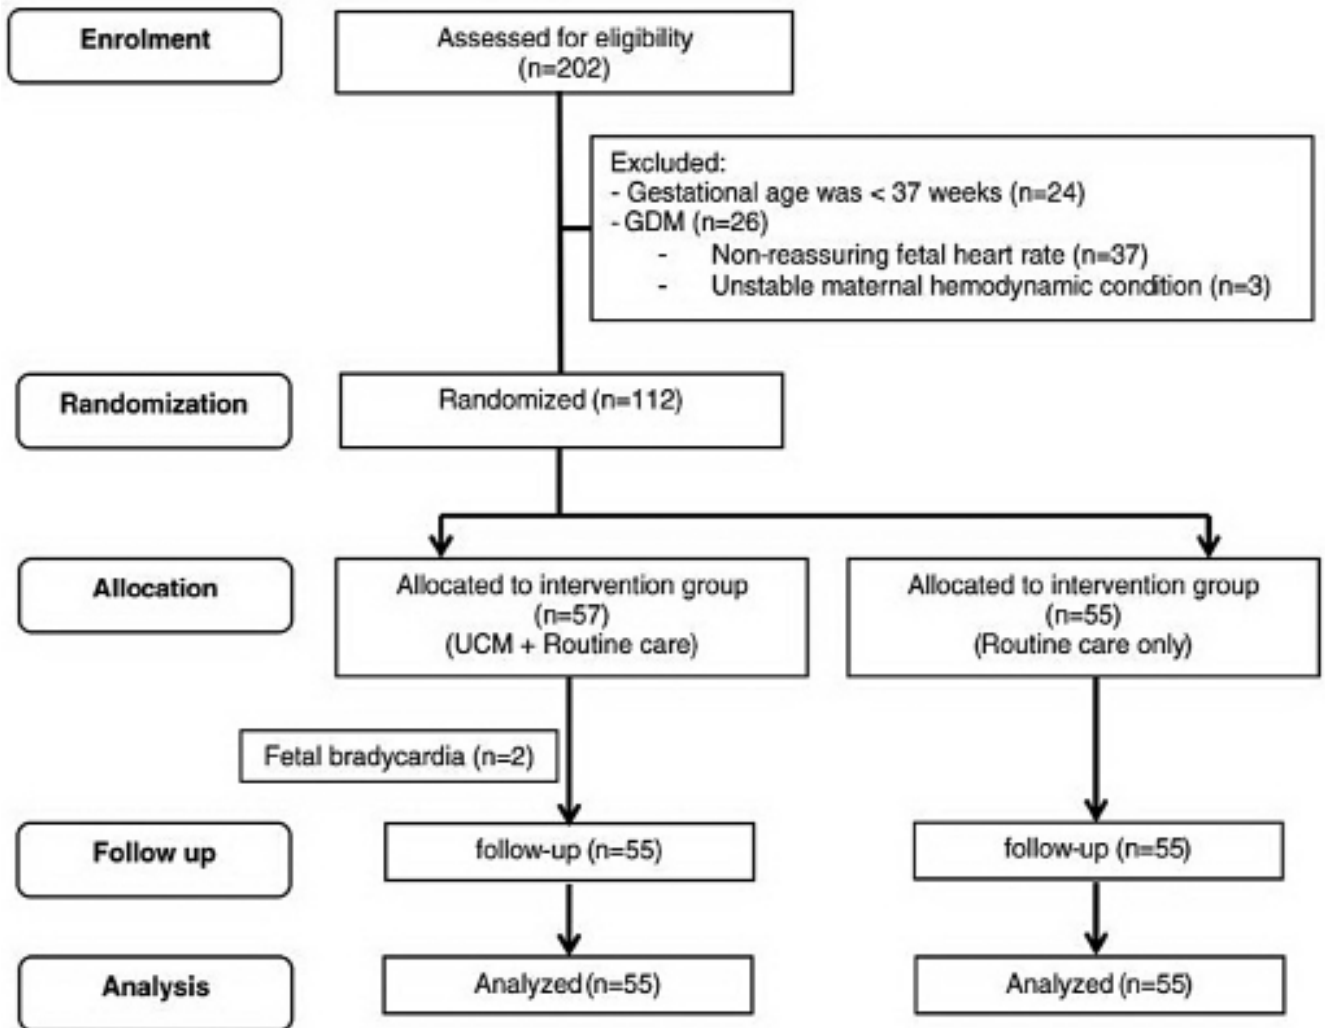 Enrolment
Assessed for eligibility
(n=202)
Excluded:
- Gestational age was < 37 weeks (n=24)
- GDM (n=26)
- Non-reassuring fetal heart rate (n=37)
- Unstable maternal hemodynamic condition (n=3)
Randomization
Randomized (n=112)
Allocation
Allocated to intervention group
(n=57)
(UCM + Routine care)
Allocated to intervention group
(n=55)
(Routine care only)
Fetal bradycardia (n=2)
Follow up
follow-up (n=55)
follow-up (n=55)
Analysis
Analyzed (n=55)
Analyzed (n=55)